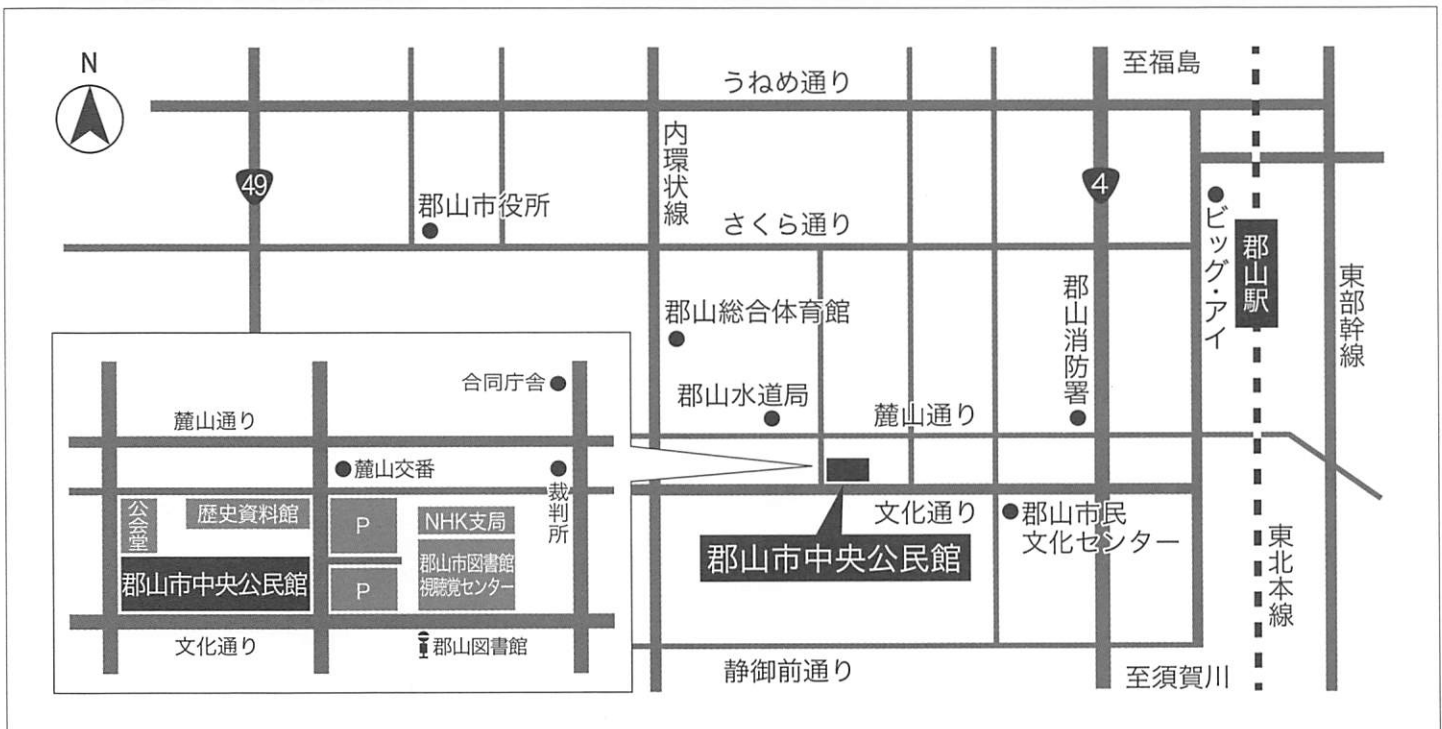 N
至福島
うねめ通り
内環状線
49
4
郡山市役所
さくら通り
ビッグ・アイ
郡山駅
東部幹線
郡山総合体育館
郡山消防署
郡山水道局
麓山通り
文化通り
郡山市民
文化センター
郡山市中央公民館
東北本線
静御前通り
至須賀川
合同庁舎
麓山通り
麓山交番
裁判所
公会堂
歴史資料館
P
NHK支局
郡山市中央公民館
P
郡山市図書館
視聴覚センター
文化通り
郡山図書館